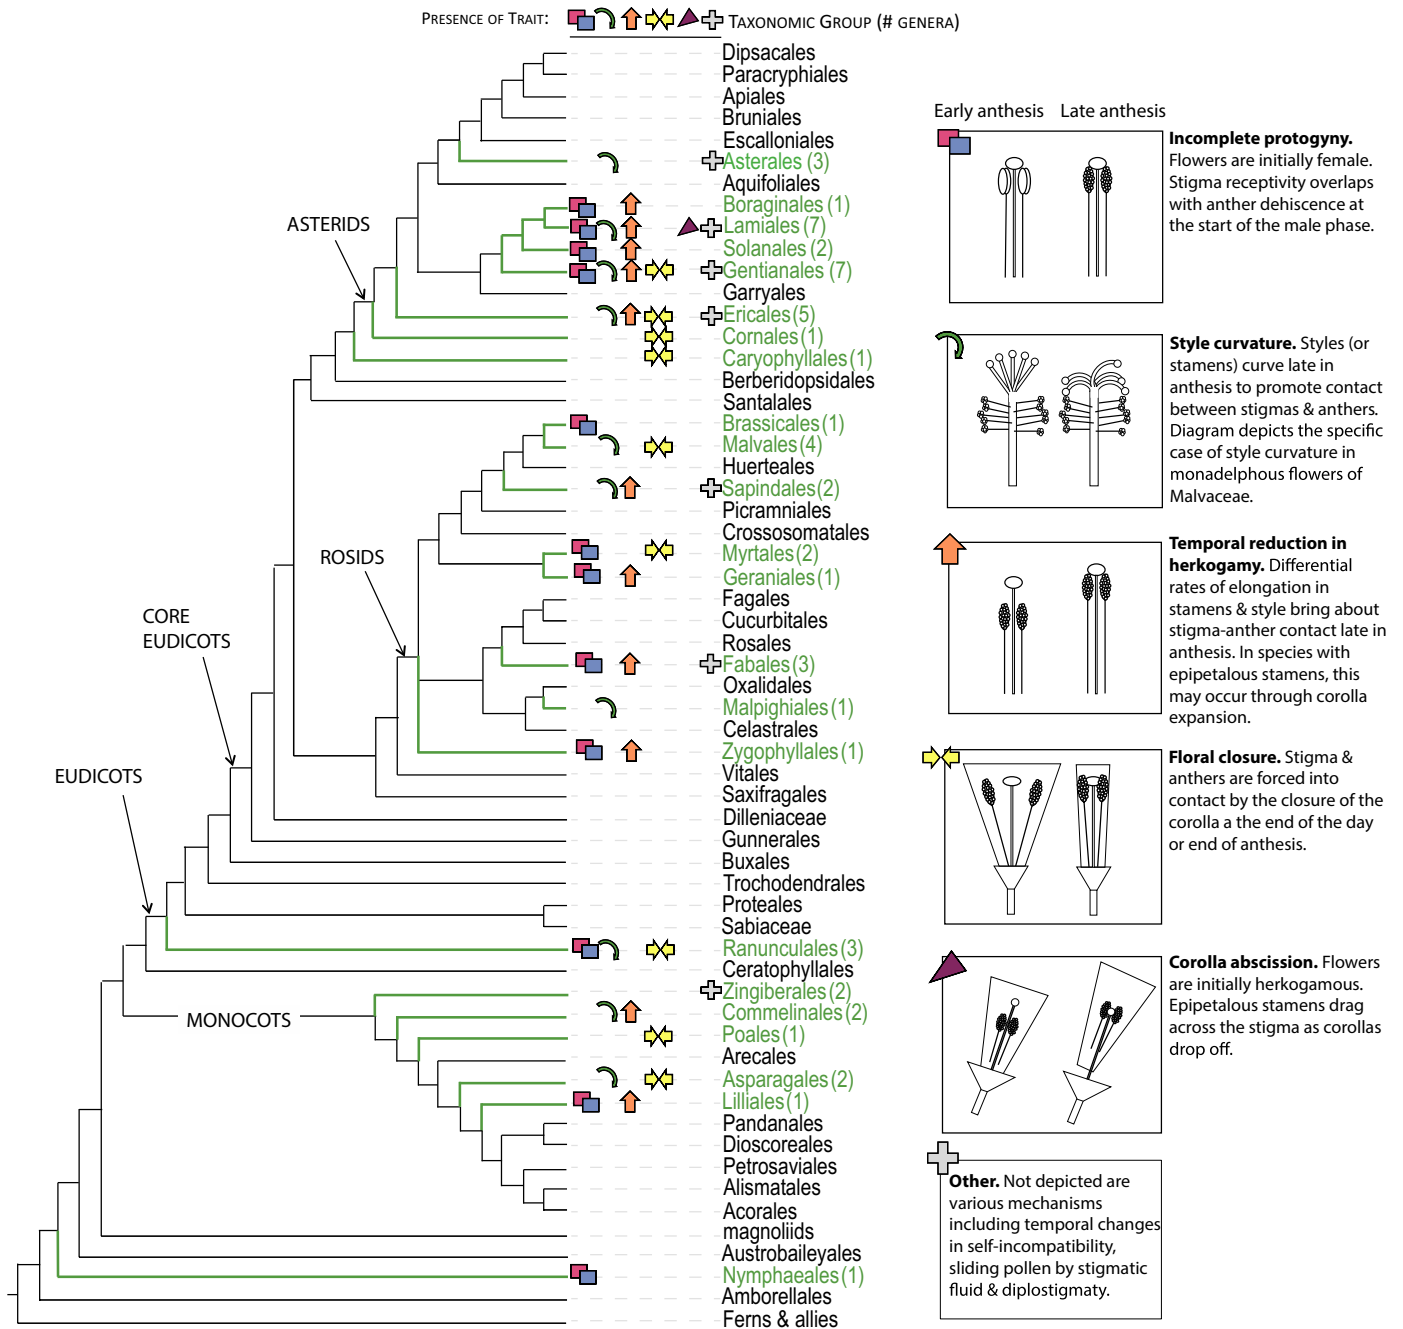 PRESENCE OF TRAIT:
TAXONOMIC GROUP (# GENERA)
Dipsacales
Paracryphiales
Apiales
Bruniales
Escalloniales
Asterales (3)
Aquifoliales
Boraginales (1)
Lamiales (7)
Solanales (2)
Gentianales (7)
Garryales
Ericales (5)
Cornales (1)
Caryophyllales (1)
Berberidopsidales
Santalales
Brassicales (1)
Malvales (4)
Huerteales
Sapindales (2)
Picramniales
Crossosomatales
Myrtales (2)
Geraniales (1)
Fagales
Cucurbitales
Rosales
Fabales (3)
Oxalidales
Malpighiales (1)
Celastrales
Zygophyllales (1)
Vitales
Saxifragales
Dilleniaceae
Gunnerales
Buxales
Trochodendrales
Proteales
Sabiaceae
Ranunculales (3)
Ceratophyllales
Zingiberales (2)
Commelinales (2)
Poales (1)
Arecales
Asparagales (2)
Lilliales (1)
Pandanales
Dioscoreales
Petrosaviales
Alismatales
Acorales
magnoliids
Austrobaileyales
Nymphaeales (1)
Amborellales
Ferns & allies
ASTERIDS
ROSIDS
CORE
EUDICOTS
EUDICOTS
MONOCOTS
Early anthesis
Late anthesis
Incomplete protogyny.
Flowers are initially female.
Stigma receptivity overlaps
with anther dehiscence at
the start of the male phase.
Style curvature. Styles (or
stamens) curve late in
anthesis to promote contact
between stigmas & anthers.
Diagram depicts the specific
case of style curvature in
monadelphous flowers of
Malvaceae.
Temporal reduction in
herkogamy. Differential
rates of elongation in
stamens & style bring about
stigma-anther contact late in
anthesis. In species with
epipetalous stamens, this
may occur through corolla
expansion.
Floral closure. Stigma &
anthers are forced into
contact by the closure of the
corolla a the end of the day
or end of anthesis.
Corolla abscission. Flowers
are initially herkogamous.
Epipetalous stamens drag
across the stigma as corollas
drop off.
Other. Not depicted are
various mechanisms
including temporal changes
in self-incompatibility,
sliding pollen by stigmatic
fluid & diplostigmaty.